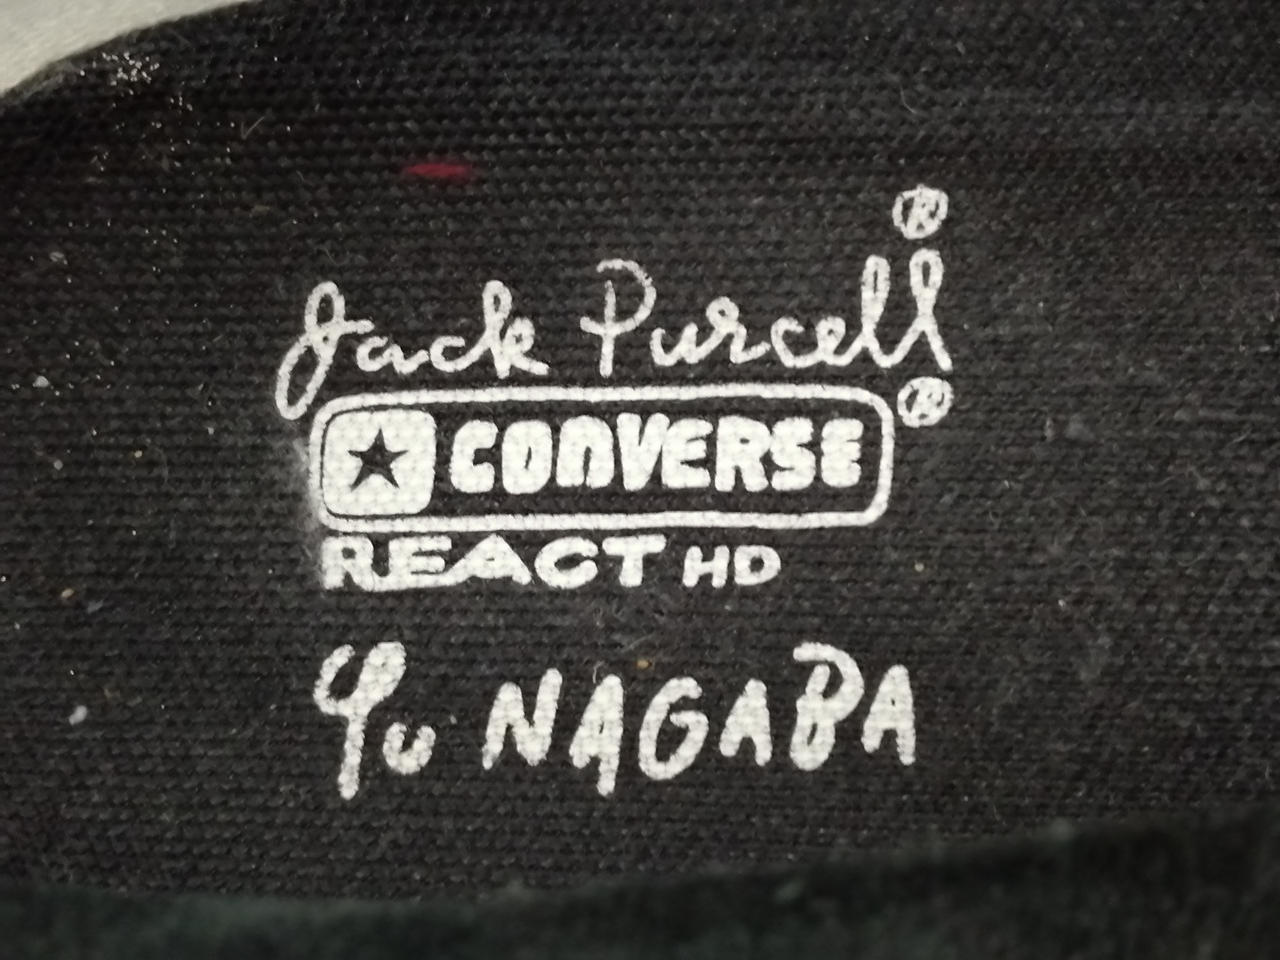 Jack Purcell ®
CONVERSE ®
REACT HD
Yu NAGABA